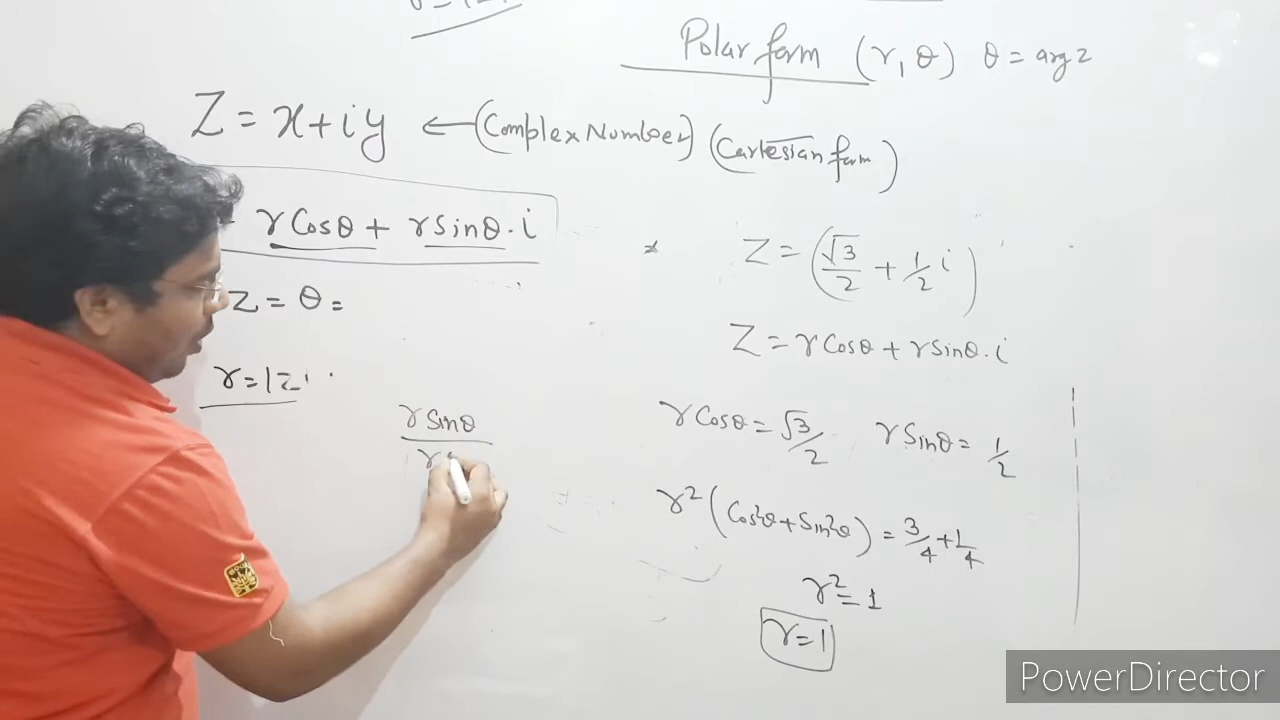 Polar form (r, θ) θ = arg z
Z = x+iy ← (Complex Number) (Cartesian form)
r Cosθ + r Sinθ . i
Z = θ =
r = |Z|
r Sinθ
r
Z = (√3/2 + 1/2 i)
Z = r Cosθ + r Sinθ . i
r Cosθ = √3/2 r Sinθ = 1/2
r² (Cos²θ + Sin²θ) = 3/4 + 1/4
r² = 1
r = 1
PowerDirector